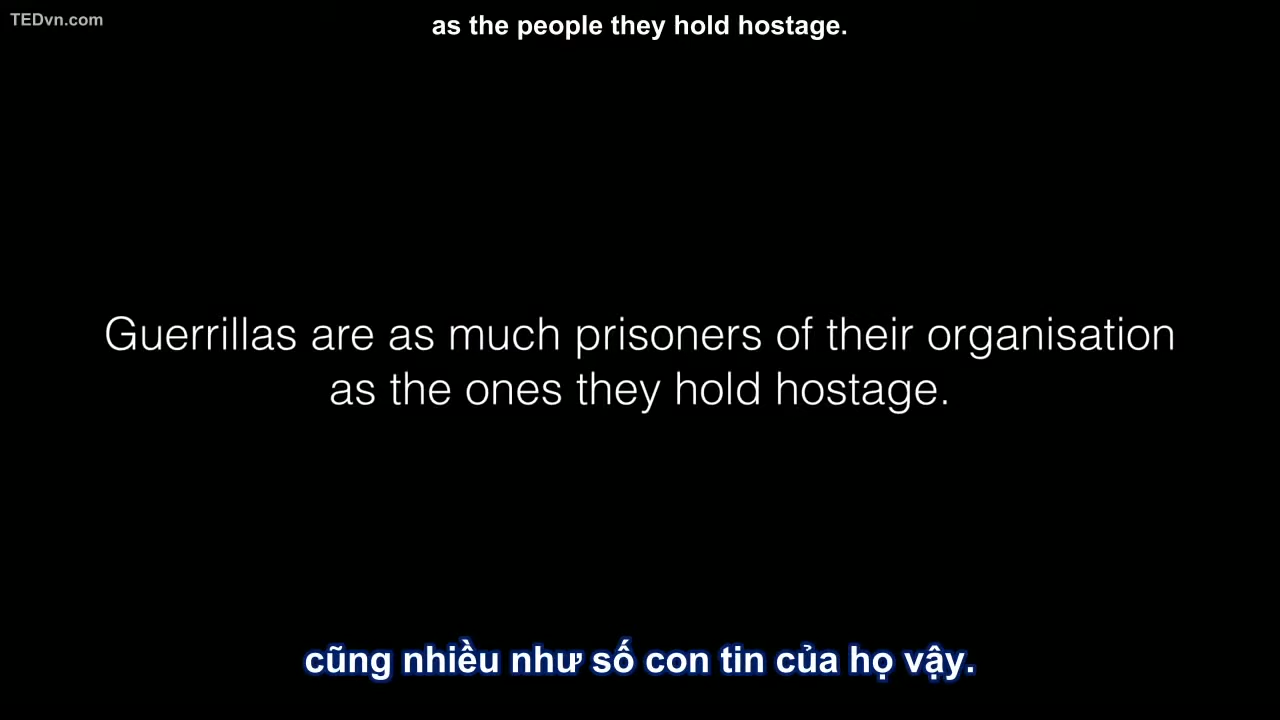 TEDvn.com
as the people they hold hostage.
Guerrillas are as much prisoners of their organisation
as the ones they hold hostage.
cũng nhiều như số con tin của họ vậy.